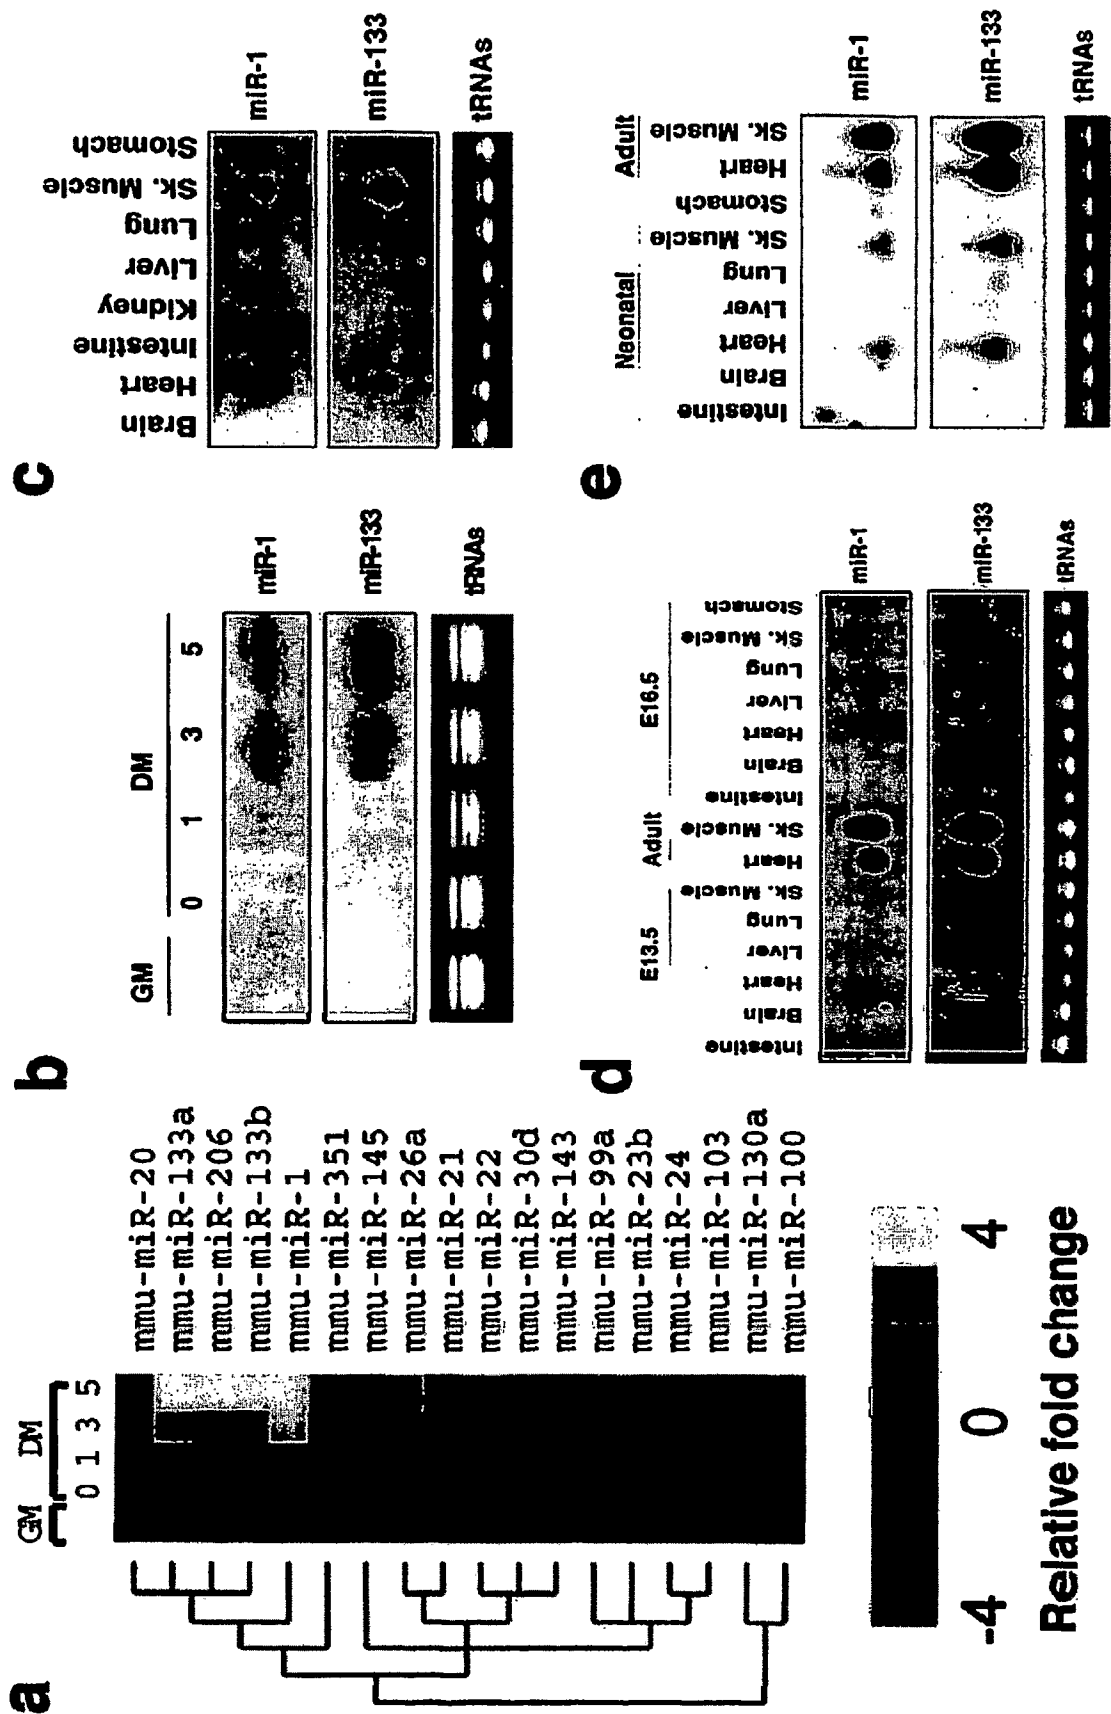 a
GM DM
0 1 3 5
mmu-miR-20
mmu-miR-133a
mmu-miR-206
mmu-miR-133b
mmu-miR-1
mmu-miR-351
mmu-miR-145
mmu-miR-26a
mmu-miR-21
mmu-miR-22
mmu-miR-30d
mmu-miR-143
mmu-miR-99a
mmu-miR-23b
mmu-miR-24
mmu-miR-103
mmu-miR-130a
mmu-miR-100
-4 0 4
Relative fold change
b
GM DM
0 1 3 5
miR-1
miR-133
tRNAs
c
Brain
Heart
Intestine
Kidney
Liver
Lung
Sk. Muscle
Stomach
miR-1
miR-133
tRNAs
d
E13.5 Adult E16.5
Intestine
Brain
Heart
Liver
Lung
Sk. Muscle
Heart
Sk. Muscle
Intestine
Brain
Heart
Liver
Lung
Sk. Muscle
Stomach
miR-1
miR-133
tRNAs
e
Neonatal Adult
Intestine
Brain
Heart
Liver
Lung
Sk. Muscle
Stomach
Heart
Sk. Muscle
miR-1
miR-133
tRNAs